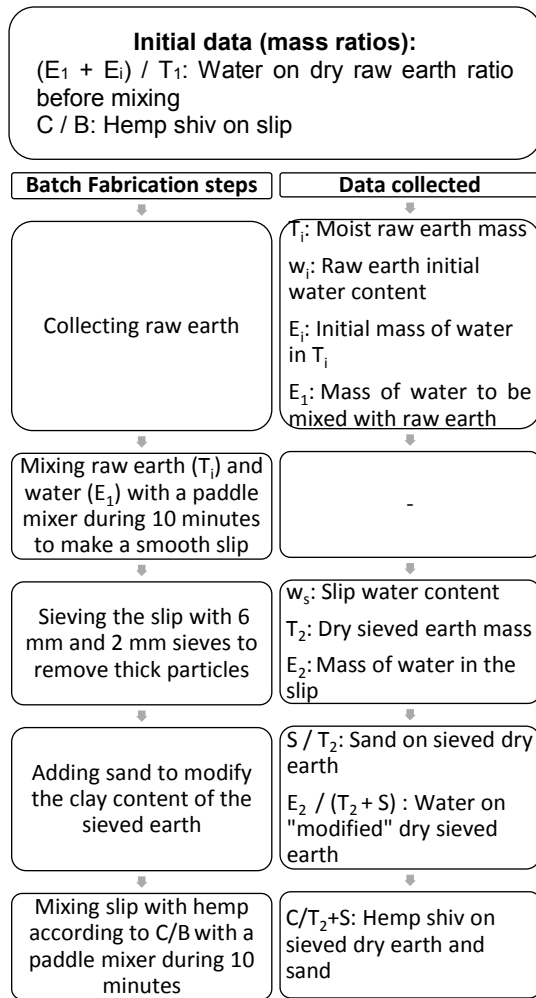 Initial data (mass ratios):
(E₁ + Eᵢ) / T₁: Water on dry raw earth ratio
before mixing
C / B: Hemp shiv on slip
Batch Fabrication steps
Data collected
Collecting raw earth
Tᵢ: Moist raw earth mass
wᵢ: Raw earth initial
water content
Eᵢ: Initial mass of water
in Tᵢ
E₁: Mass of water to be
mixed with raw earth
Mixing raw earth (Tᵢ) and
water (E₁) with a paddle
mixer during 10 minutes
to make a smooth slip
-
Sieving the slip with 6
mm and 2 mm sieves to
remove thick particles
wₛ: Slip water content
T₂: Dry sieved earth mass
E₂: Mass of water in the
slip
Adding sand to modify
the clay content of the
sieved earth
S / T₂: Sand on sieved dry
earth
E₂ / (T₂ + S) : Water on
"modified" dry sieved
earth
Mixing slip with hemp
according to C/B with a
paddle mixer during 10
minutes
C/T₂+S: Hemp shiv on
sieved dry earth and
sand